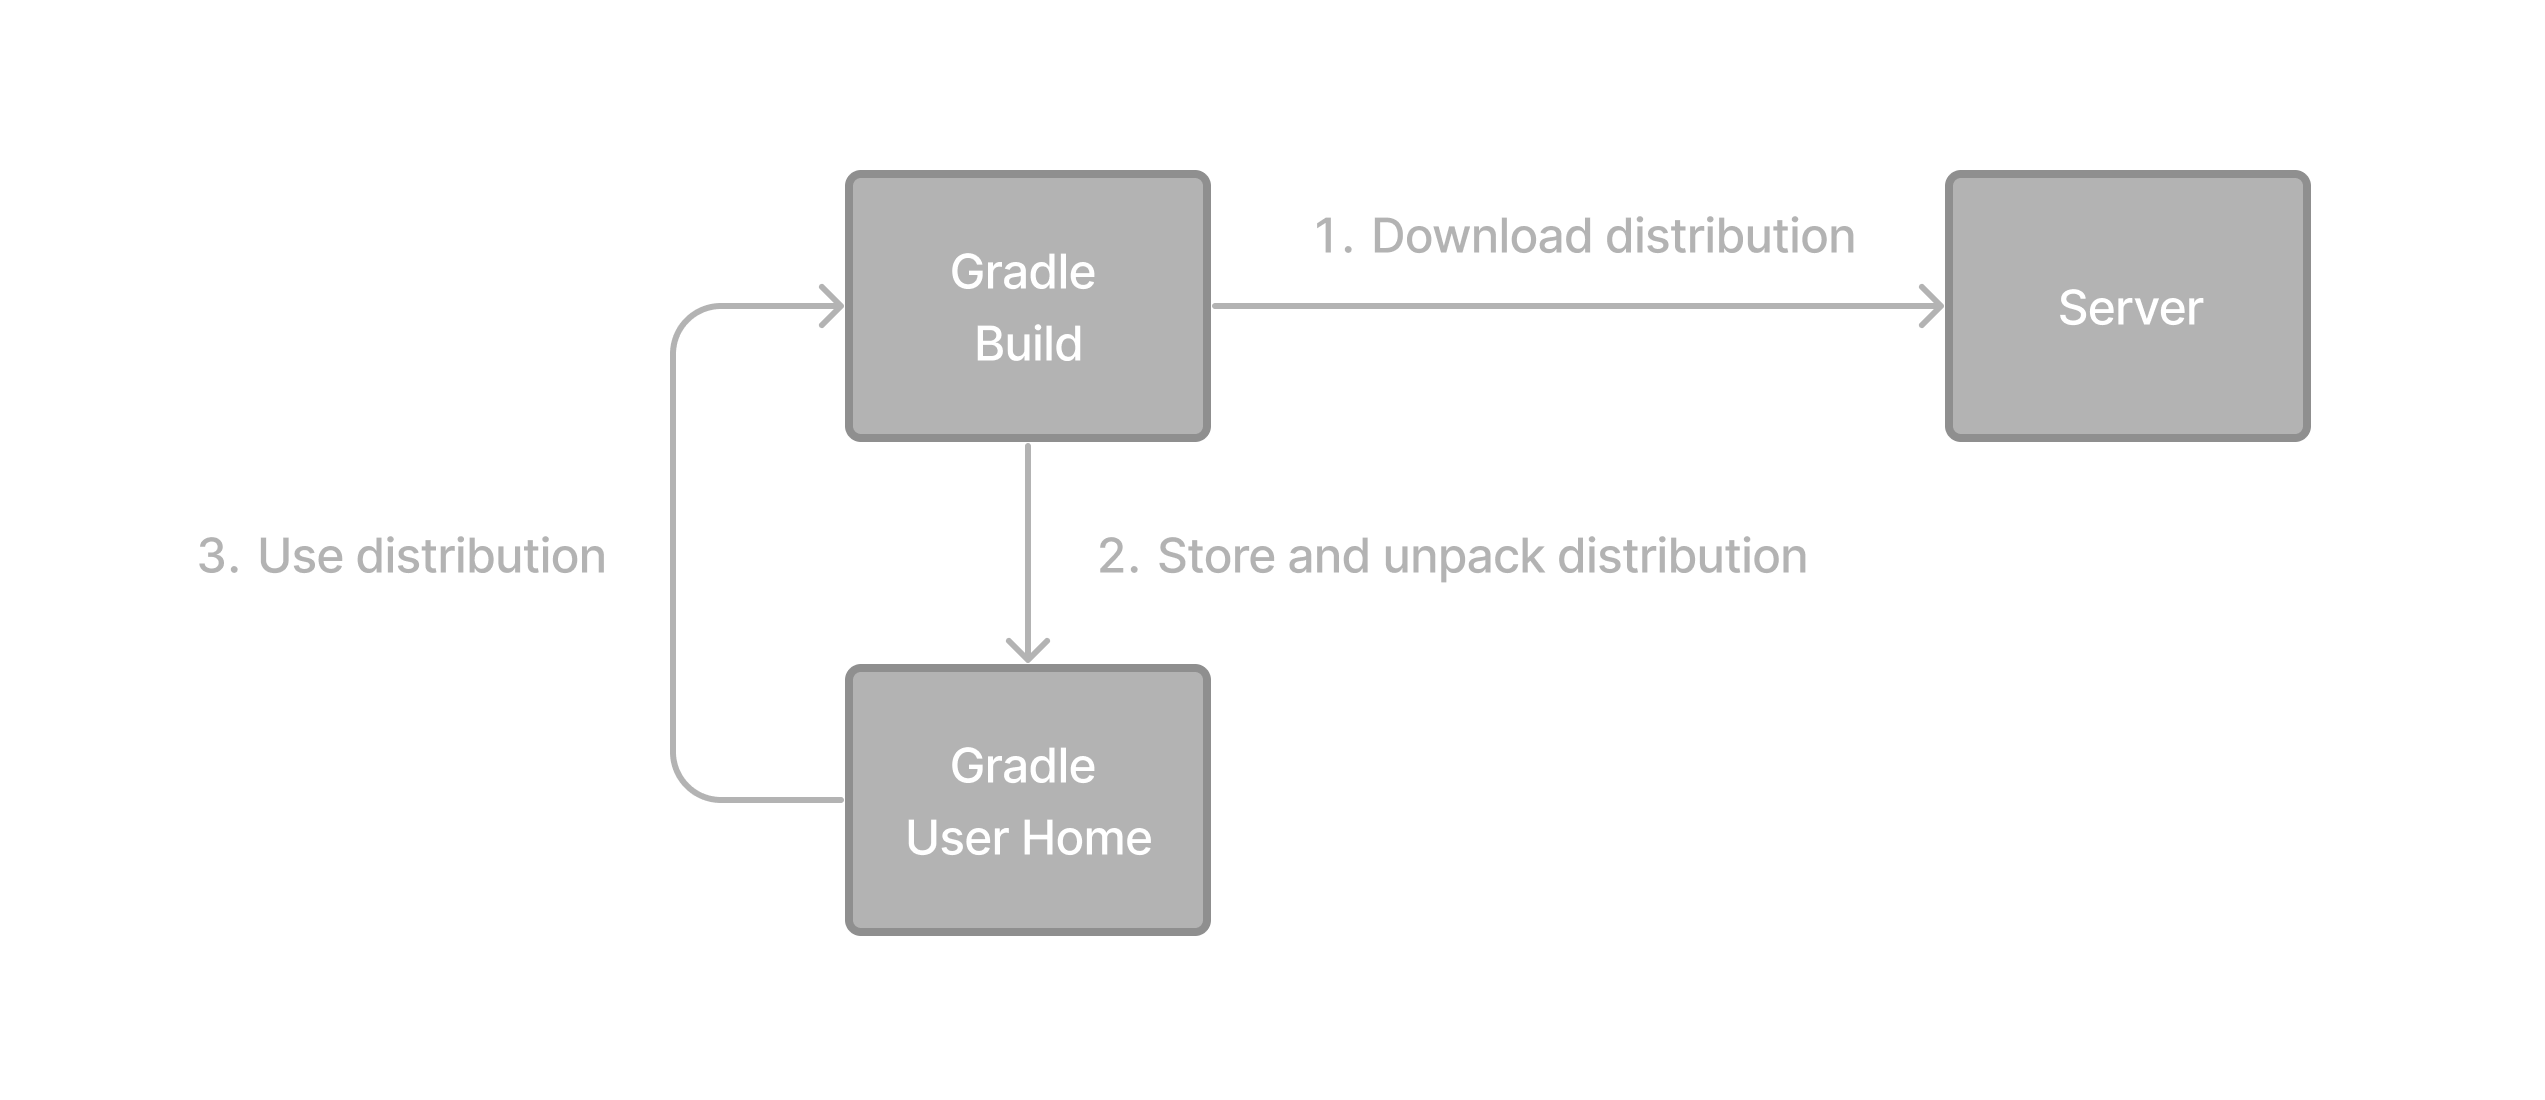 Gradle
Build
1. Download distribution
Server
3. Use distribution
2. Store and unpack distribution
Gradle
User Home